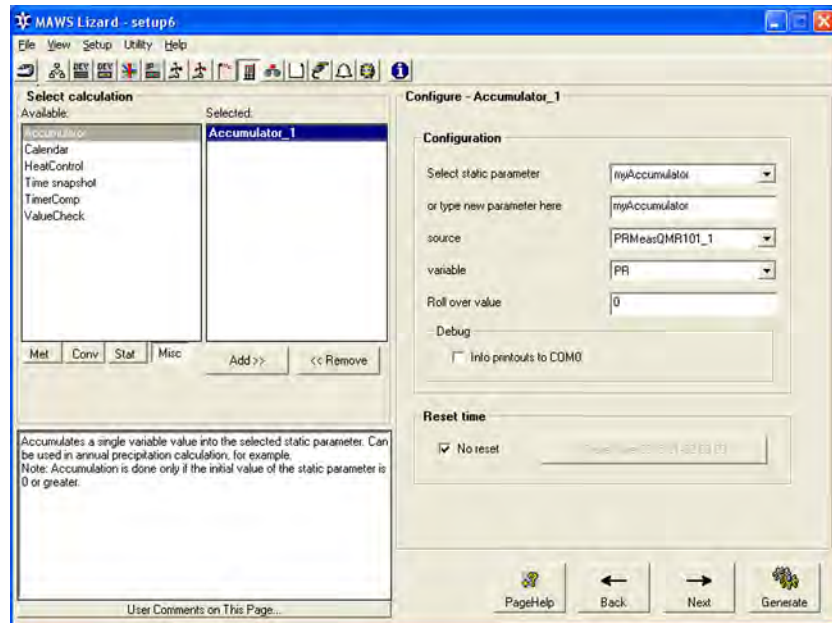 MAWS Lizard - setup6
File View Setup Utility Help
Select calculation
Available:
Selected:
Accumulator
Calendar
HeatControl
Time snapshot
TimerComp
ValueCheck
Accumulator_1
Met Conv Stat Misc
Add >>
<< Remove
Accumulates a single variable value into the selected static parameter. Can
be used in annual precipitation calculation, for example.
Note: Accumulation is done only if the initial value of the static parameter is
0 or greater.
User Comments on This Page...
Configure - Accumulator_1
Configuration
Select static parameter
myAccumulator
or type new parameter here
myAccumulator
source
PRMeasQMR101_1
variable
PR
Roll over value
0
Debug
Info printouts to COM0
Reset time
No reset
PageHelp
Back
Next
Generate